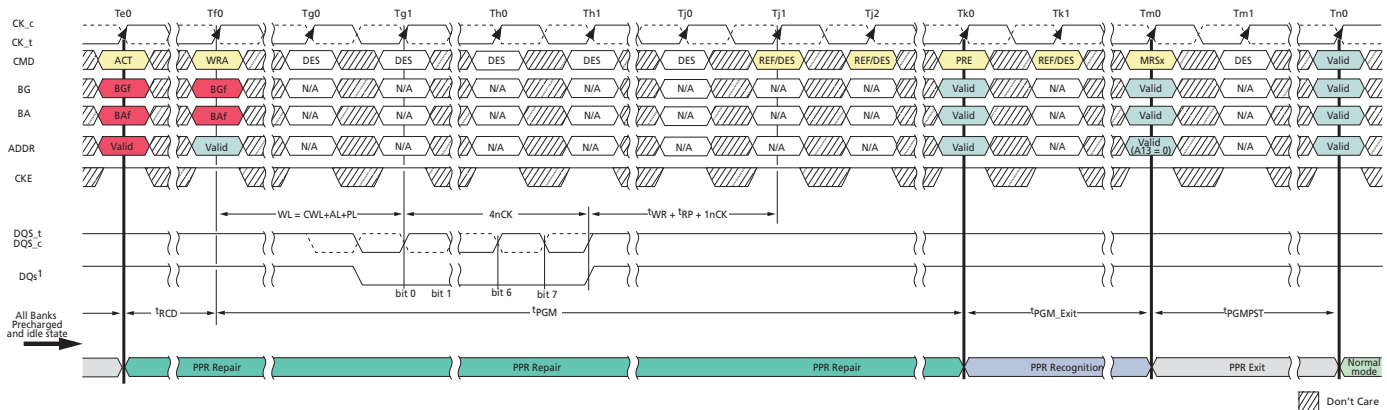 Te0 Tf0 Tg0 Tg1 Th0 Th1 Tj0 Tj1 Tj2 Tk0 Tk1 Tm0 Tm1 Tn0
CK_c
CK_t
CMD ACT WRA DES DES DES DES DES REF/DES REF/DES PRE REF/DES MRSx DES Valid
BG BGf BGf N/A N/A N/A N/A N/A N/A N/A Valid N/A Valid N/A Valid
BA BAf BAf N/A N/A N/A N/A N/A N/A N/A Valid N/A Valid N/A Valid
ADDR Valid Valid N/A N/A N/A N/A N/A N/A N/A Valid N/A Valid (A13 = 0) N/A Valid
CKE
WL = CWL+AL+PL 4nCK tWR + tRP + 1nCK
DQS_t
DQS_c
DQs1
bit 0 bit 1 bit 6 bit 7
All Banks
Precharged
and idle state
tRCD tPGM tPGM_Exit tPGMPST
PPR Repair PPR Repair PPR Repair PPR Recognition PPR Exit Normal
mode
Don't Care